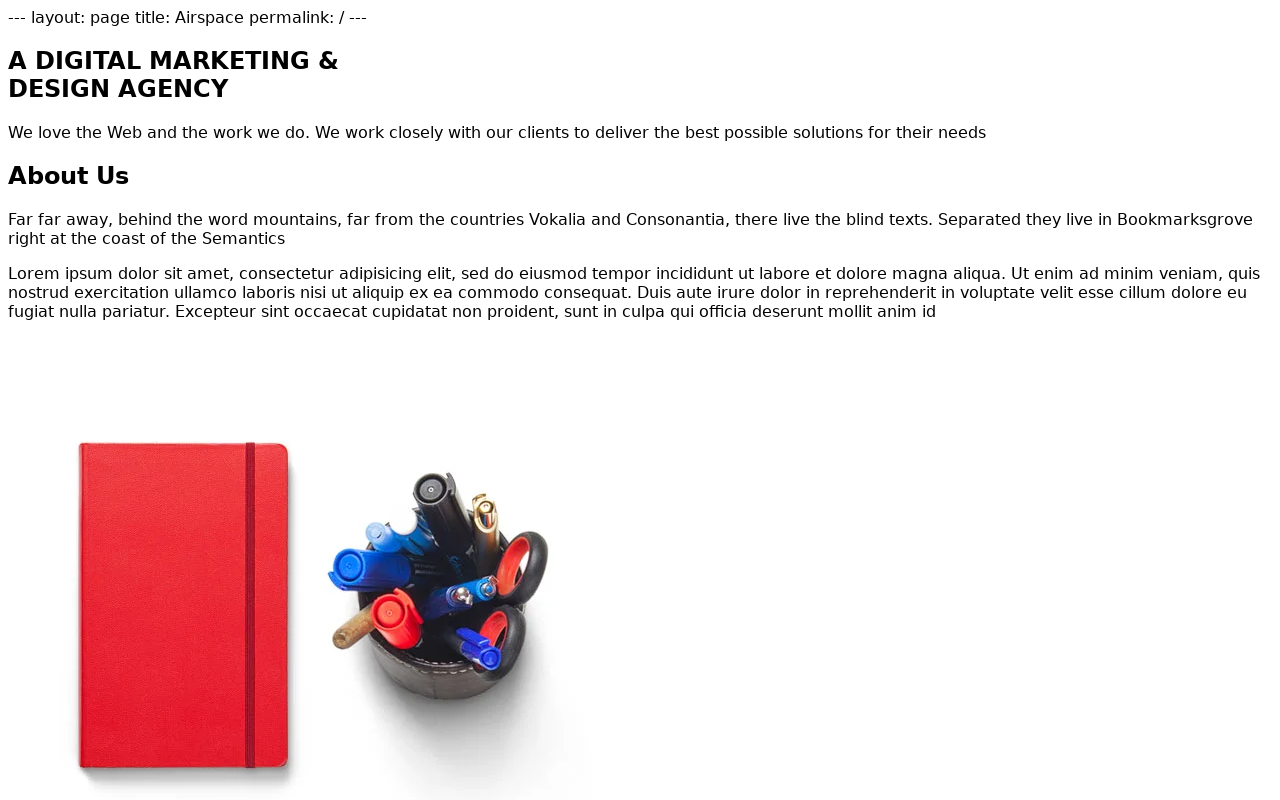 --- layout: page title: Airspace permalink: / ---
A DIGITAL MARKETING &
DESIGN AGENCY
We love the Web and the work we do. We work closely with our clients to deliver the best possible solutions for their needs
About Us
Far far away, behind the word mountains, far from the countries Vokalia and Consonantia, there live the blind texts. Separated they live in Bookmarksgrove
right at the coast of the Semantics
Lorem ipsum dolor sit amet, consectetur adipisicing elit, sed do eiusmod tempor incididunt ut labore et dolore magna aliqua. Ut enim ad minim veniam, quis
nostrud exercitation ullamco laboris nisi ut aliquip ex ea commodo consequat. Duis aute irure dolor in reprehenderit in voluptate velit esse cillum dolore eu
fugiat nulla pariatur. Excepteur sint occaecat cupidatat non proident, sunt in culpa qui officia deserunt mollit anim id